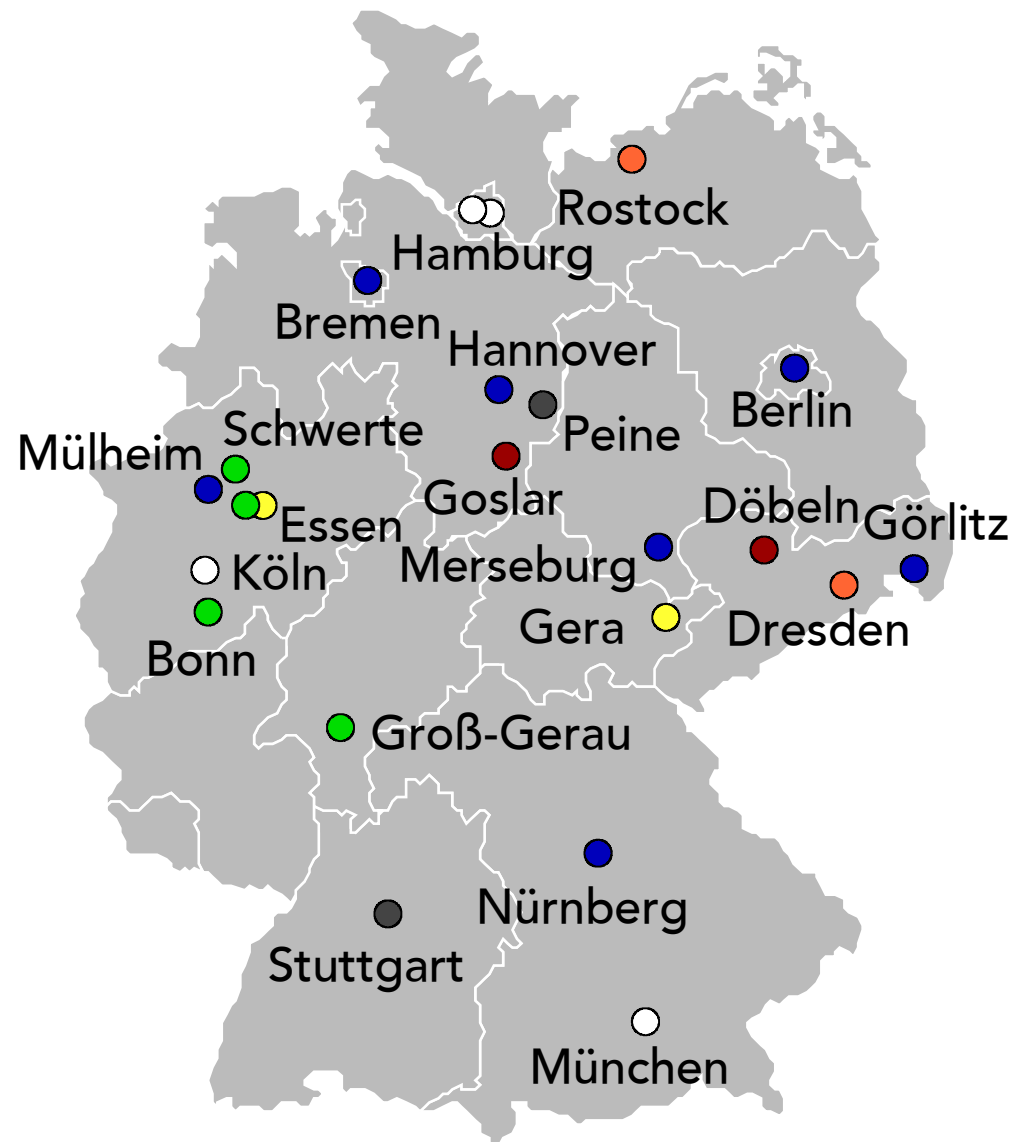 Rostock
Hamburg
Bremen
Hannover
Berlin
Schwerte
Peine
Mülheim
Goslar
Döbeln
Görlitz
Essen
Merseburg
Köln
Gera
Dresden
Bonn
Groß-Gerau
Nürnberg
Stuttgart
München